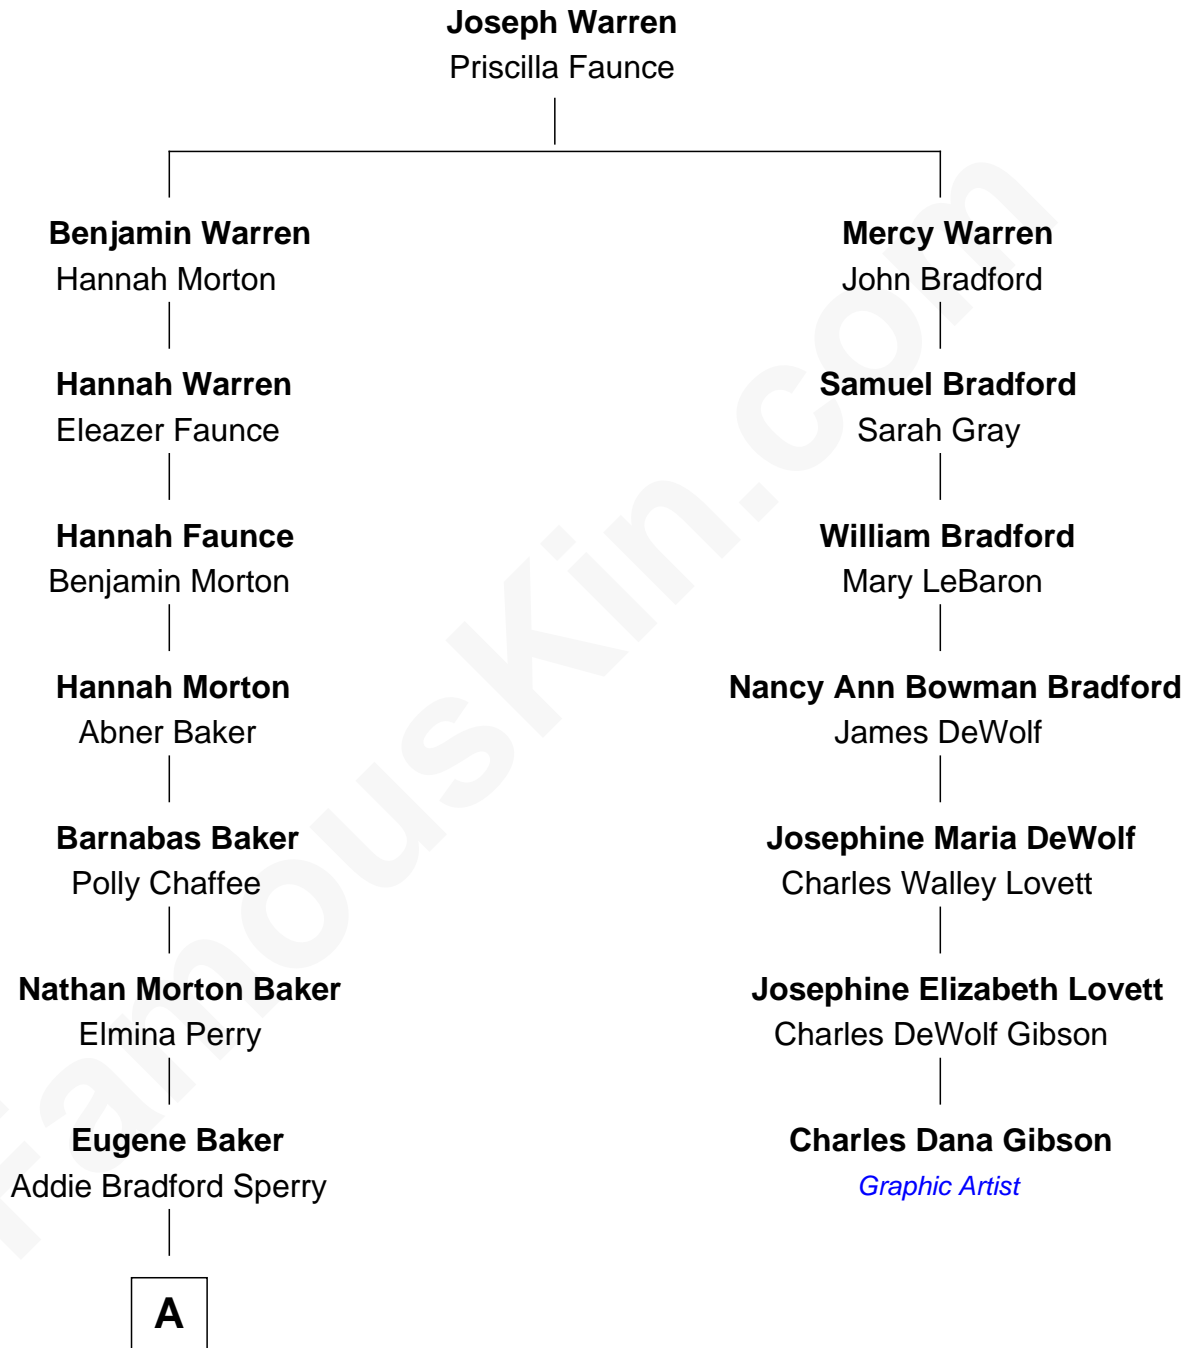 Joseph Warren
Priscilla Faunce
Benjamin Warren
Hannah Morton
Mercy Warren
John Bradford
Hannah Warren
Eleazer Faunce
Samuel Bradford
Sarah Gray
Hannah Faunce
Benjamin Morton
William Bradford
Mary LeBaron
Hannah Morton
Abner Baker
Nancy Ann Bowman Bradford
James DeWolf
Barnabas Baker
Polly Chaffee
Josephine Maria DeWolf
Charles Walley Lovett
Nathan Morton Baker
Elmina Perry
Josephine Elizabeth Lovett
Charles DeWolf Gibson
Eugene Baker
Addie Bradford Sperry
Charles Dana Gibson
Graphic Artist
A
FamousKin.com